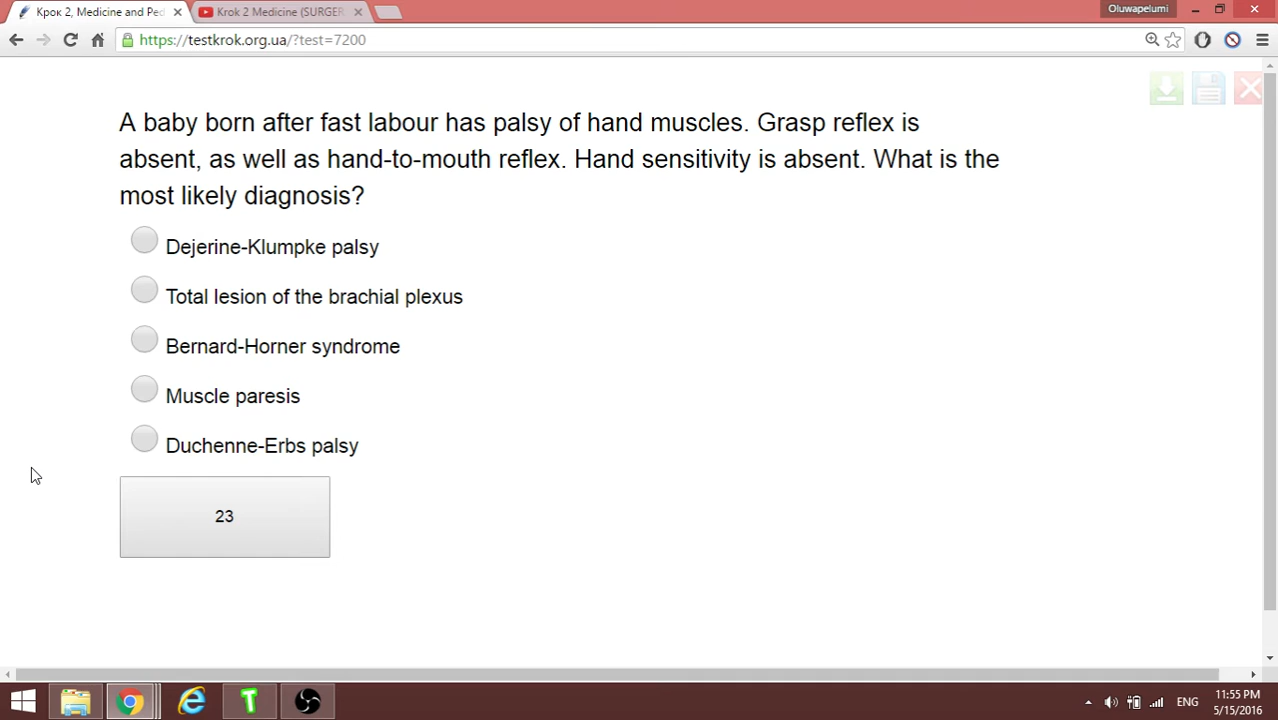 Крок 2, Medicine and Ped
Krok 2 Medicine (SURGER
Oluwapelumi
https://testkrok.org.ua/?test=7200
A baby born after fast labour has palsy of hand muscles. Grasp reflex is
absent, as well as hand-to-mouth reflex. Hand sensitivity is absent. What is the
most likely diagnosis?
Dejerine-Klumpke palsy
Total lesion of the brachial plexus
Bernard-Horner syndrome
Muscle paresis
Duchenne-Erbs palsy
23
ENG
11:55 PM
5/15/2016